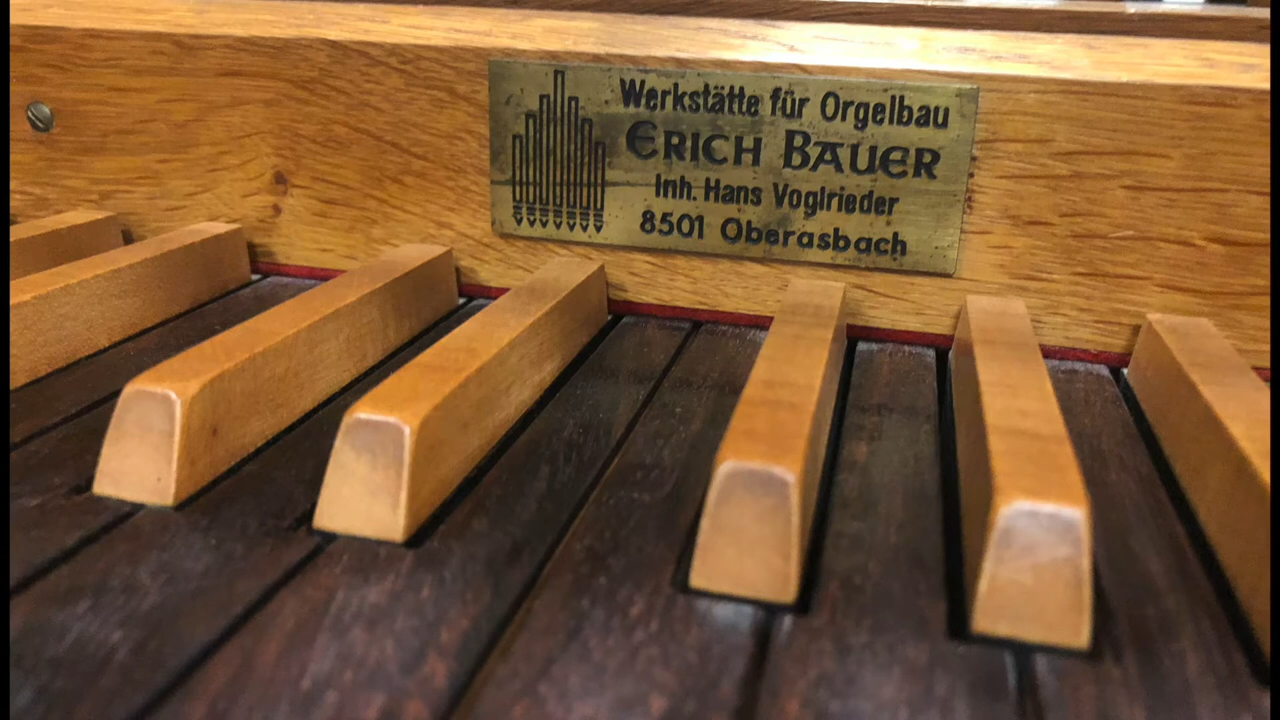 Werkstätte für Orgelbau
ERICH BAUER
Inh. Hans Voglrieder
8501 Oberasbach